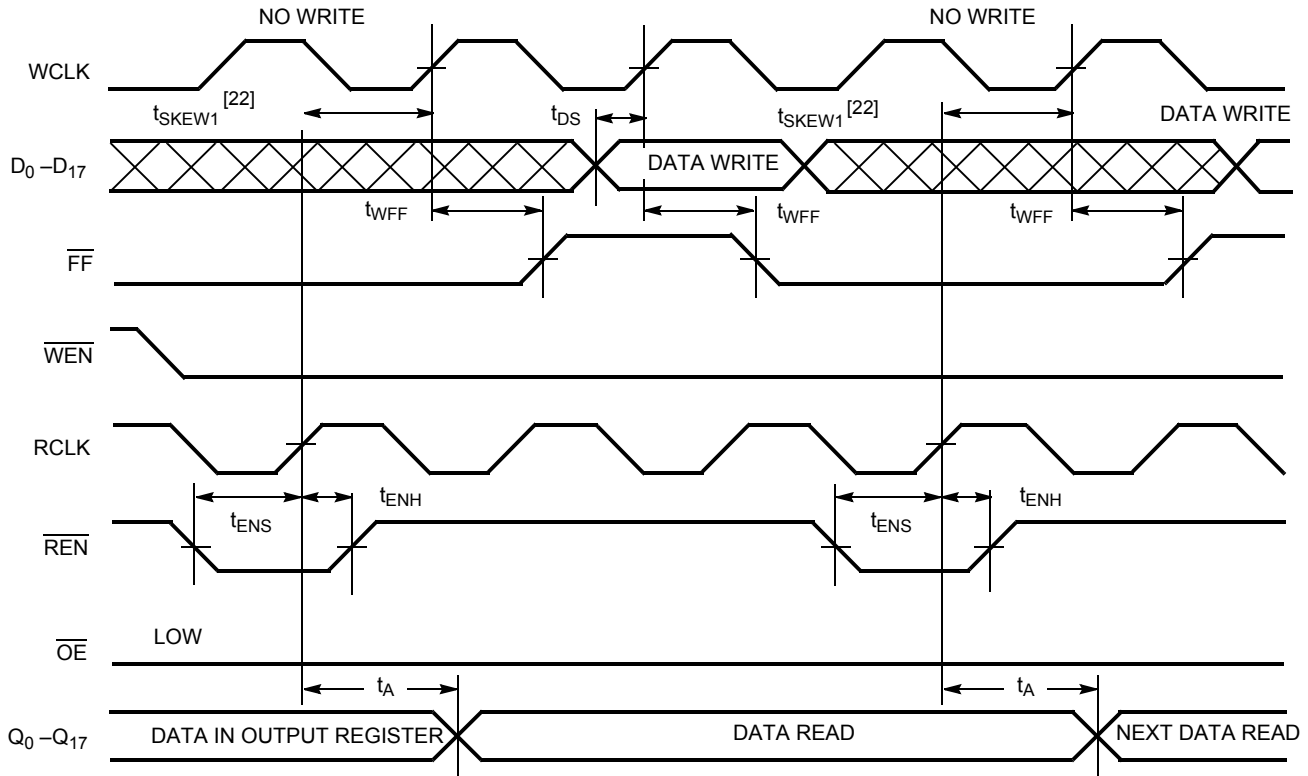 NO WRITE NO WRITE
WCLK
tSKEW1 [22] tDS tSKEW1 [22] DATA WRITE
D0 –D17 DATA WRITE
tWFF tWFF tWFF
FF
WEN
RCLK
tENS tENH tENS tENH
REN
LOW
OE
tA tA
Q0 –Q17 DATA IN OUTPUT REGISTER DATA READ NEXT DATA READ